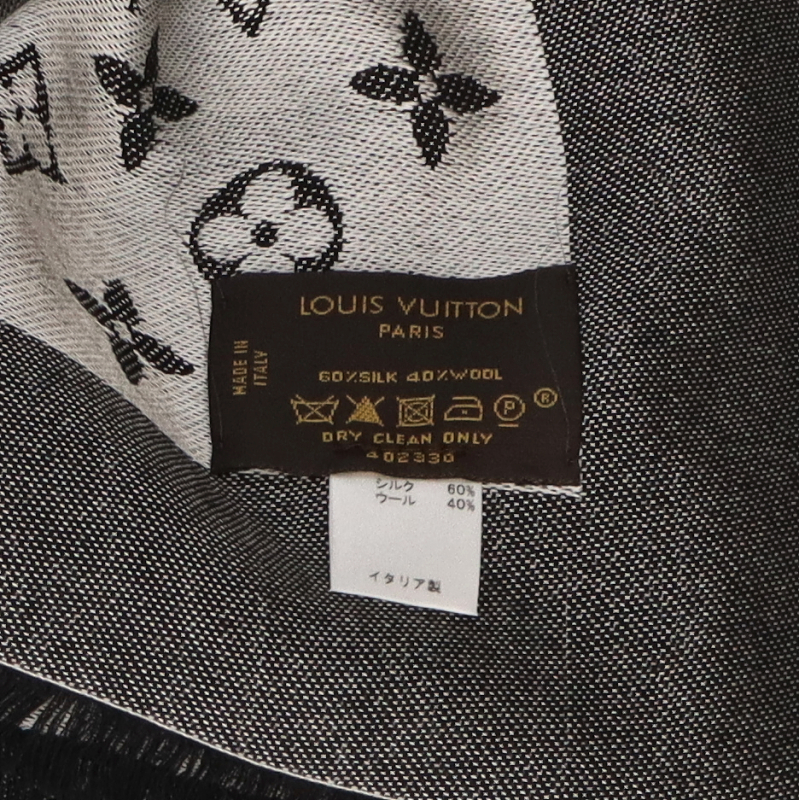 LOUIS VUITTON
PARIS
MADE IN
ITALY
60%SILK 40%WOOL
P ®
DRY CLEAN ONLY
402330
シルク 60%
ウール 40%
イタリア製